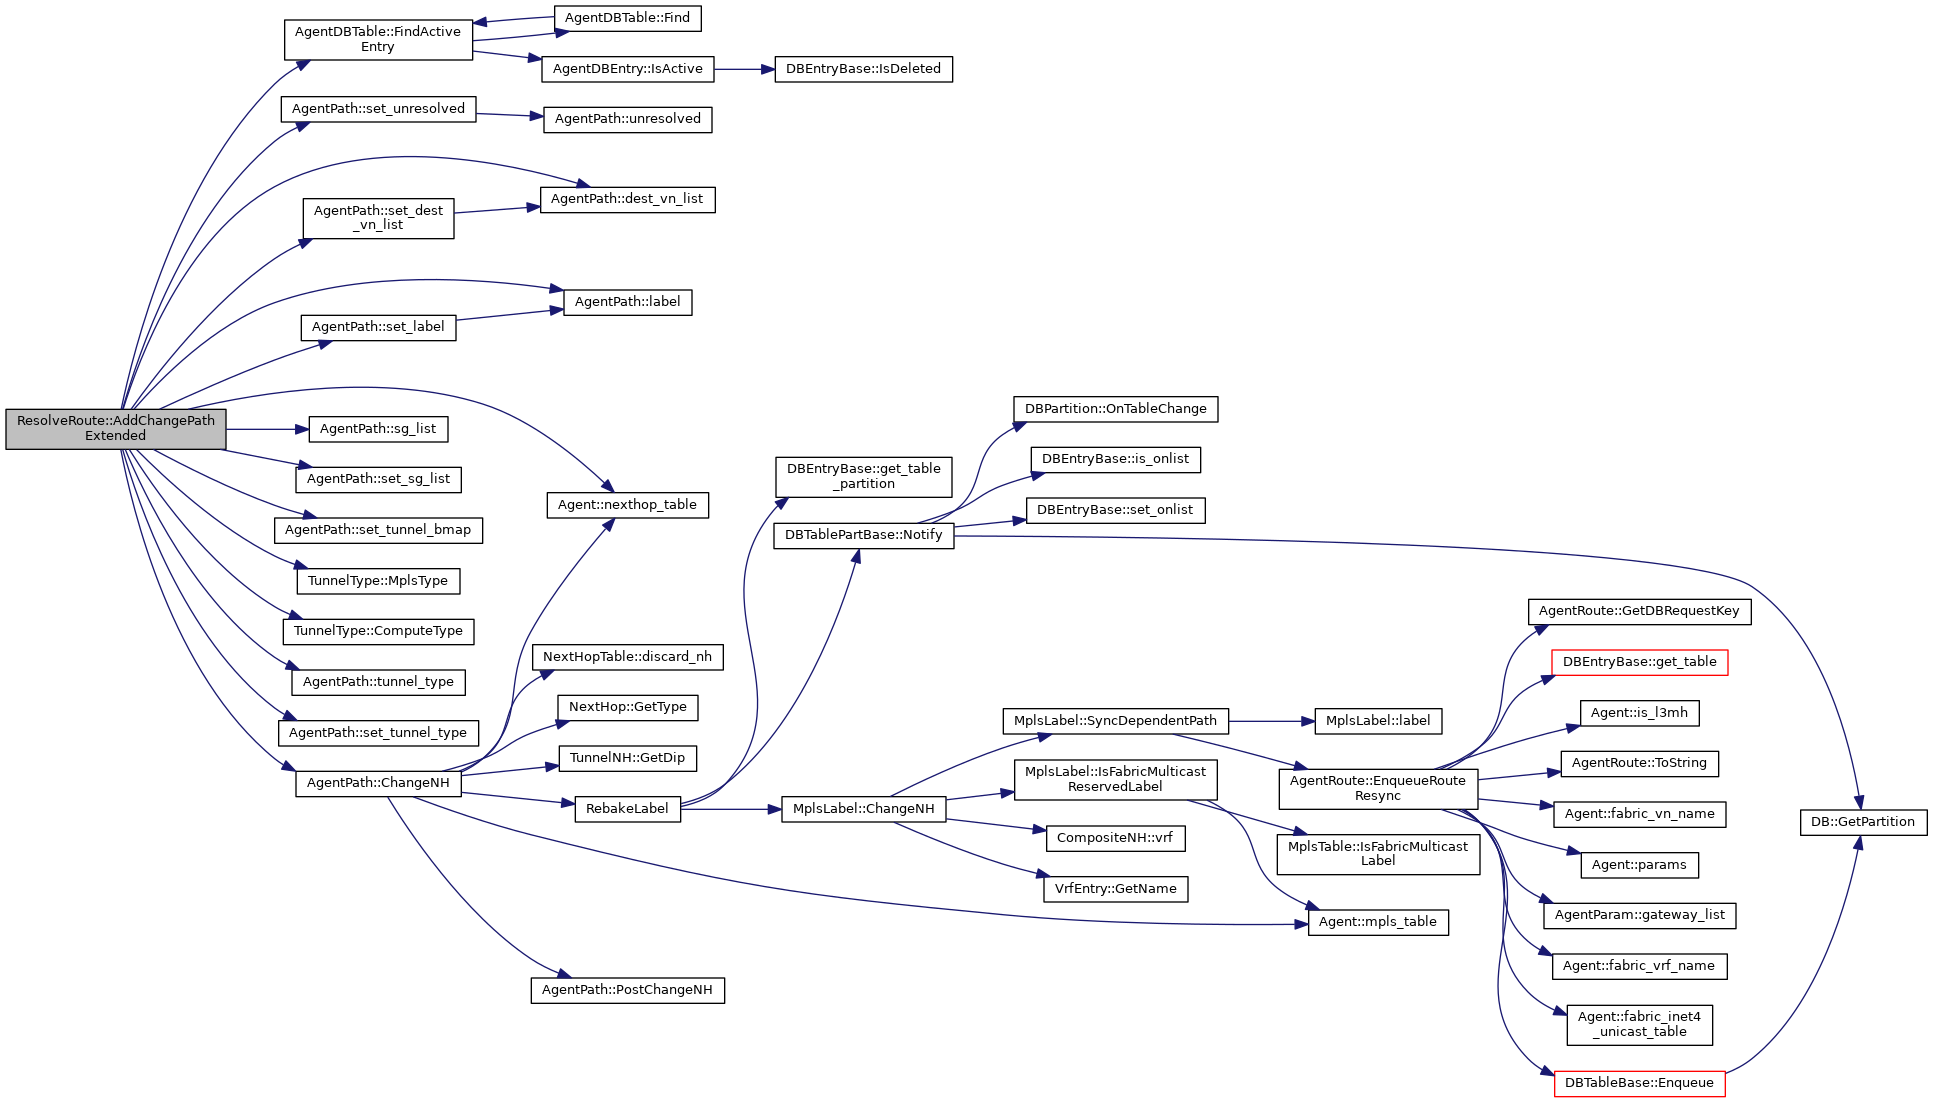 ResolveRoute::AddChangePath
Extended
AgentDBTable::FindActive
Entry
AgentDBTable::Find
AgentDBEntry::IsActive
DBEntryBase::IsDeleted
AgentPath::set_unresolved
AgentPath::unresolved
AgentPath::dest_vn_list
AgentPath::set_dest
_vn_list
AgentPath::label
AgentPath::set_label
AgentPath::sg_list
AgentPath::set_sg_list
AgentPath::set_tunnel_bmap
TunnelType::MplsType
TunnelType::ComputeType
AgentPath::tunnel_type
AgentPath::set_tunnel_type
AgentPath::ChangeNH
Agent::nexthop_table
NextHopTable::discard_nh
NextHop::GetType
TunnelNH::GetDip
RebakeLabel
AgentPath::PostChangeNH
DBEntryBase::get_table
_partition
DBTablePartBase::Notify
MplsLabel::ChangeNH
DBPartition::OnTableChange
DBEntryBase::is_onlist
DBEntryBase::set_onlist
MplsLabel::SyncDependentPath
MplsLabel::IsFabricMulticast
ReservedLabel
CompositeNH::vrf
VrfEntry::GetName
MplsLabel::label
AgentRoute::EnqueueRoute
Resync
MplsTable::IsFabricMulticast
Label
Agent::mpls_table
AgentRoute::GetDBRequestKey
DBEntryBase::get_table
Agent::is_l3mh
AgentRoute::ToString
Agent::fabric_vn_name
Agent::params
AgentParam::gateway_list
Agent::fabric_vrf_name
Agent::fabric_inet4
_unicast_table
DBTableBase::Enqueue
DB::GetPartition